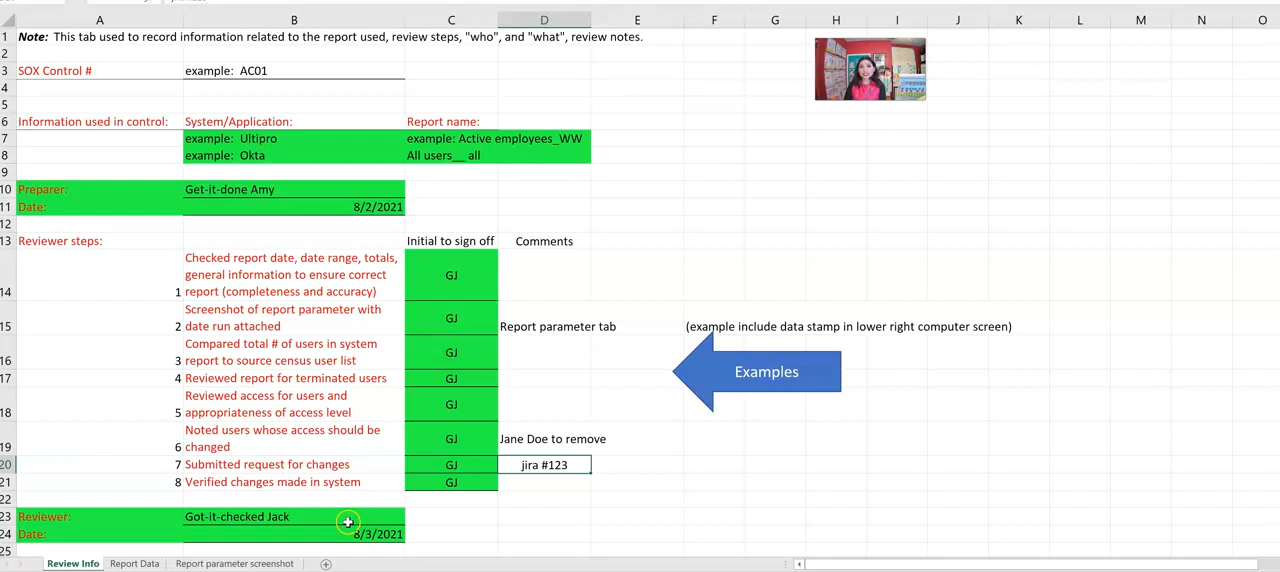 A B C D E F G H I J K L M N O
1 Note: This tab used to record information related to the report used, review steps, "who", and "what", review notes.
2
3 SOX Control # example: AC01
4
5
6 Information used in control: System/Application: Report name:
7 example: Ultipro example: Active employees_WW
8 example: Okta All users__ all
9
10 Preparer: Get-it-done Amy
11 Date: 8/2/2021
12
13 Reviewer steps: Initial to sign off Comments
Checked report date, date range, totals,
general information to ensure correct GJ
14 1 report (completeness and accuracy)
Screenshot of report parameter with GJ
15 2 date run attached Report parameter tab (example include data stamp in lower right computer screen)
Compared total # of users in system GJ
16 3 report to source census user list
Examples
17 4 Reviewed report for terminated users GJ
Reviewed access for users and GJ
18 5 appropriateness of access level
Noted users whose access should be GJ
19 6 changed Jane Doe to remove
20 7 Submitted request for changes GJ jira #123
21 8 Verified changes made in system GJ
22
23 Reviewer: Got-it-checked Jack
24 Date: 8/3/2021
25
Review Info Report Data Report parameter screenshot